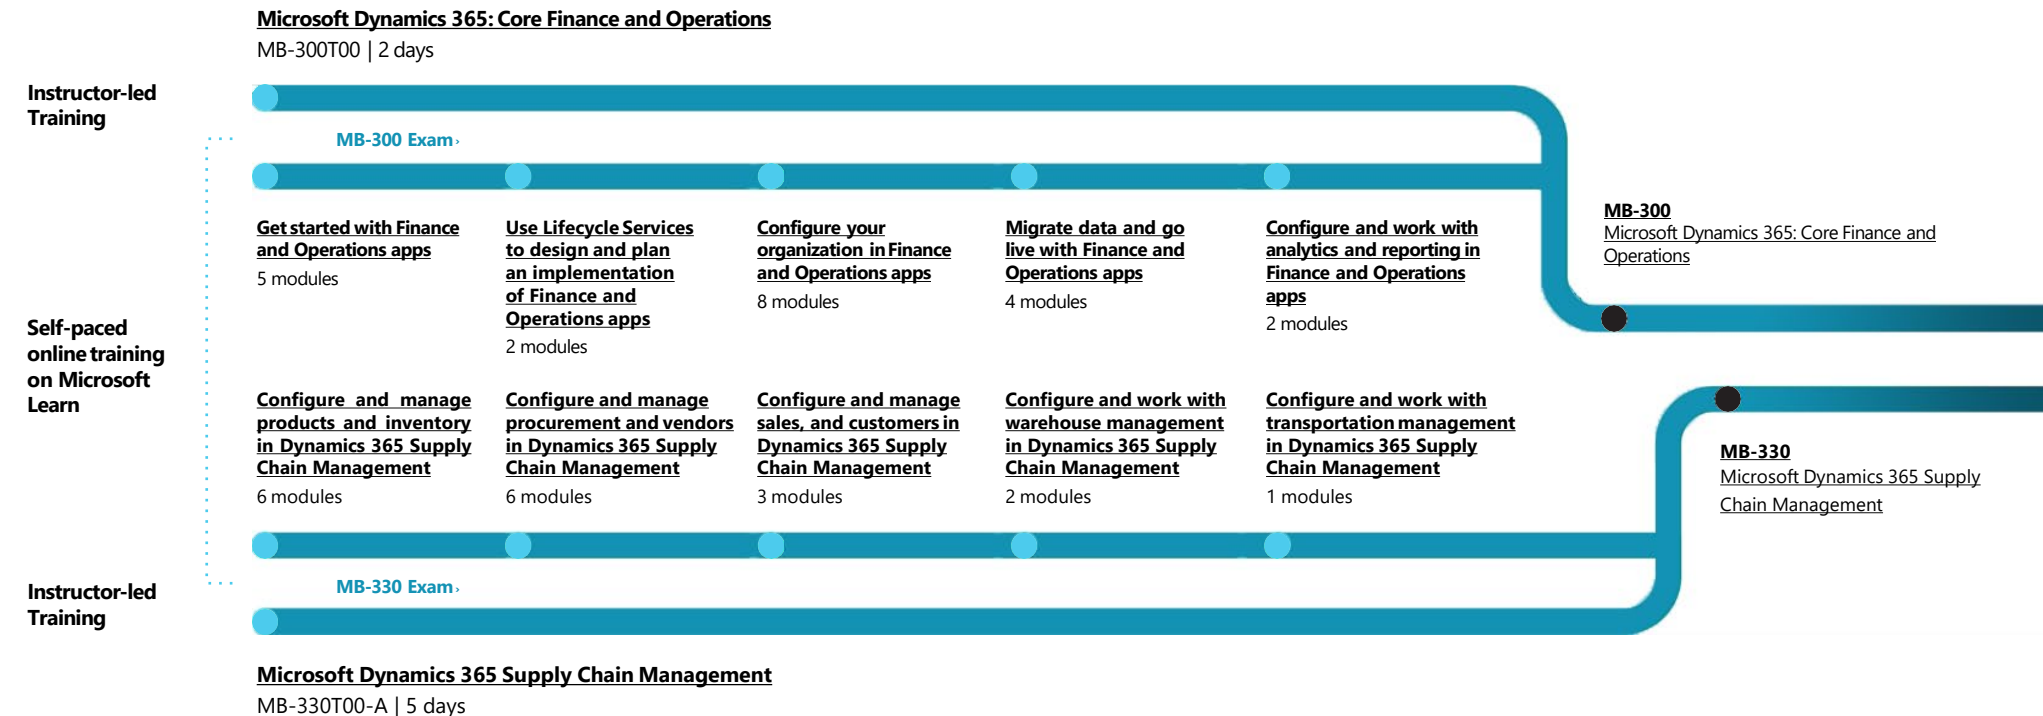 Microsoft Dynamics 365: Core Finance and Operations
MB-300T00 | 2 days
Instructor-led
Training
MB-300 Exam ›
Get started with Finance
and Operations apps
5 modules
Use Lifecycle Services
to design and plan
an implementation
of Finance and
Operations apps
2 modules
Configure your
organization in Finance
and Operations apps
8 modules
Migrate data and go
live with Finance and
Operations apps
4 modules
Configure and work with
analytics and reporting in
Finance and Operations
apps
2 modules
MB-300
Microsoft Dynamics 365: Core Finance and
Operations
Self-paced
online training
on Microsoft
Learn
Configure and manage
products and inventory
in Dynamics 365 Supply
Chain Management
6 modules
Configure and manage
procurement and vendors
in Dynamics 365 Supply
Chain Management
6 modules
Configure and manage
sales, and customers in
Dynamics 365 Supply
Chain Management
3 modules
Configure and work with
warehouse management
in Dynamics 365 Supply
Chain Management
2 modules
Configure and work with
transportation management
in Dynamics 365 Supply
Chain Management
1 modules
MB-330
Microsoft Dynamics 365 Supply
Chain Management
Instructor-led
Training
MB-330 Exam ›
Microsoft Dynamics 365 Supply Chain Management
MB-330T00-A | 5 days